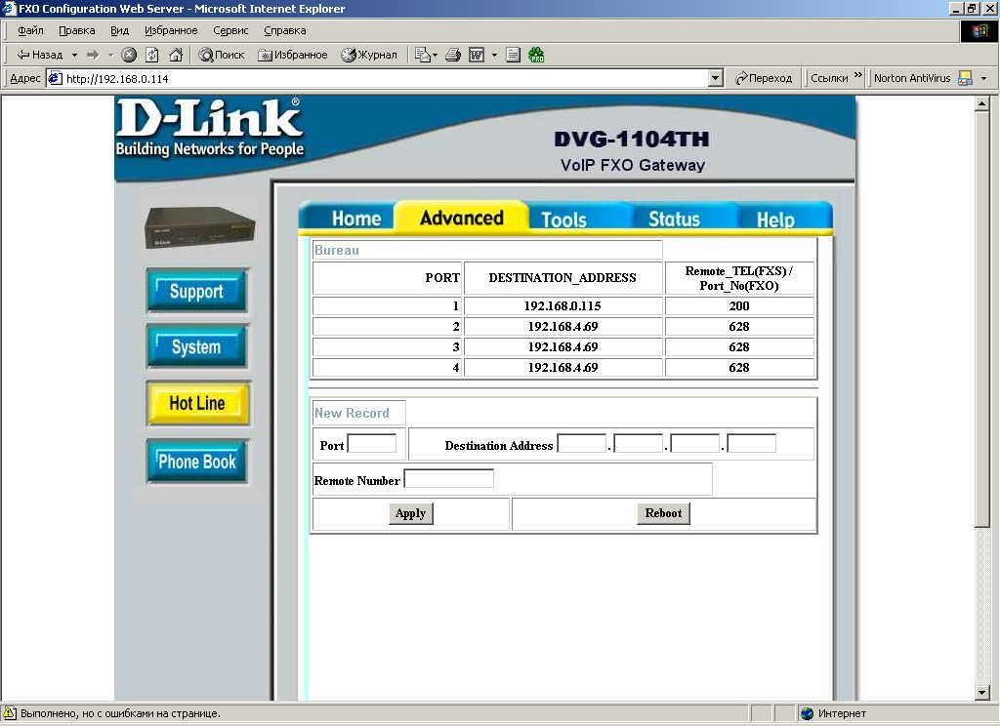 FXO Configuration Web Server - Microsoft Internet Explorer
Файл Правка Вид Избранное Сервис Справка
Назад Поиск Избранное Журнал PRO
Адрес http://192.168.0.114 Переход Ссылки » Norton AntiVirus
D-Link®
Building Networks for People
DVG-1104TH
VoIP FXO Gateway
Home Advanced Tools Status Help
Support
System
Hot Line
Phone Book
Bureau
PORT DESTINATION_ADDRESS Remote_TEL(FXS) / Port_No(FXO)
1 192.168.0.115 200
2 192.168.4.69 628
3 192.168.4.69 628
4 192.168.4.69 628
New Record
Port Destination Address . . .
Remote Number
Apply Reboot
Выполнено, но с ошибками на странице. Интернет